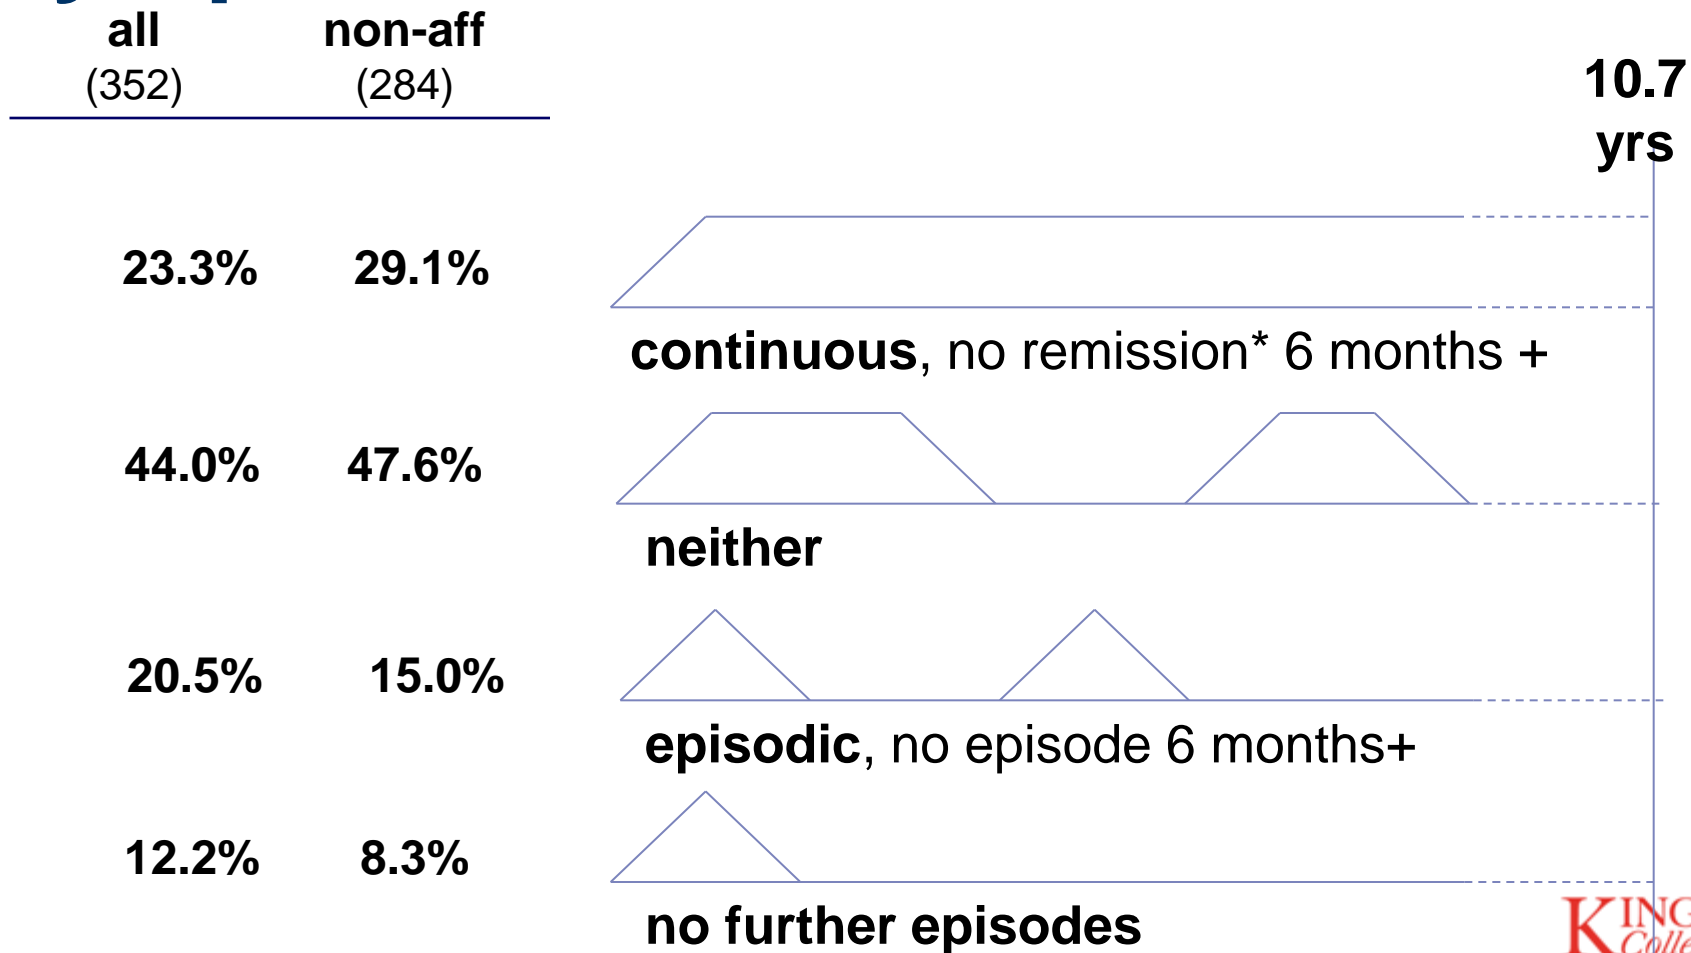 all non-aff
(352) (284)
10.7
yrs
23.3% 29.1%
continuous, no remission* 6 months +
44.0% 47.6%
neither
20.5% 15.0%
episodic, no episode 6 months+
12.2% 8.3%
no further episodes